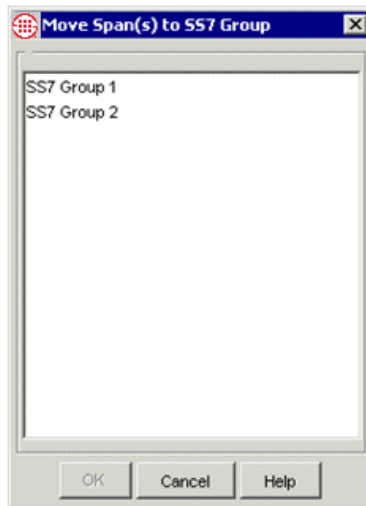 Move Span(s) to SS7 Group
SS7 Group 1
SS7 Group 2
OK Cancel Help